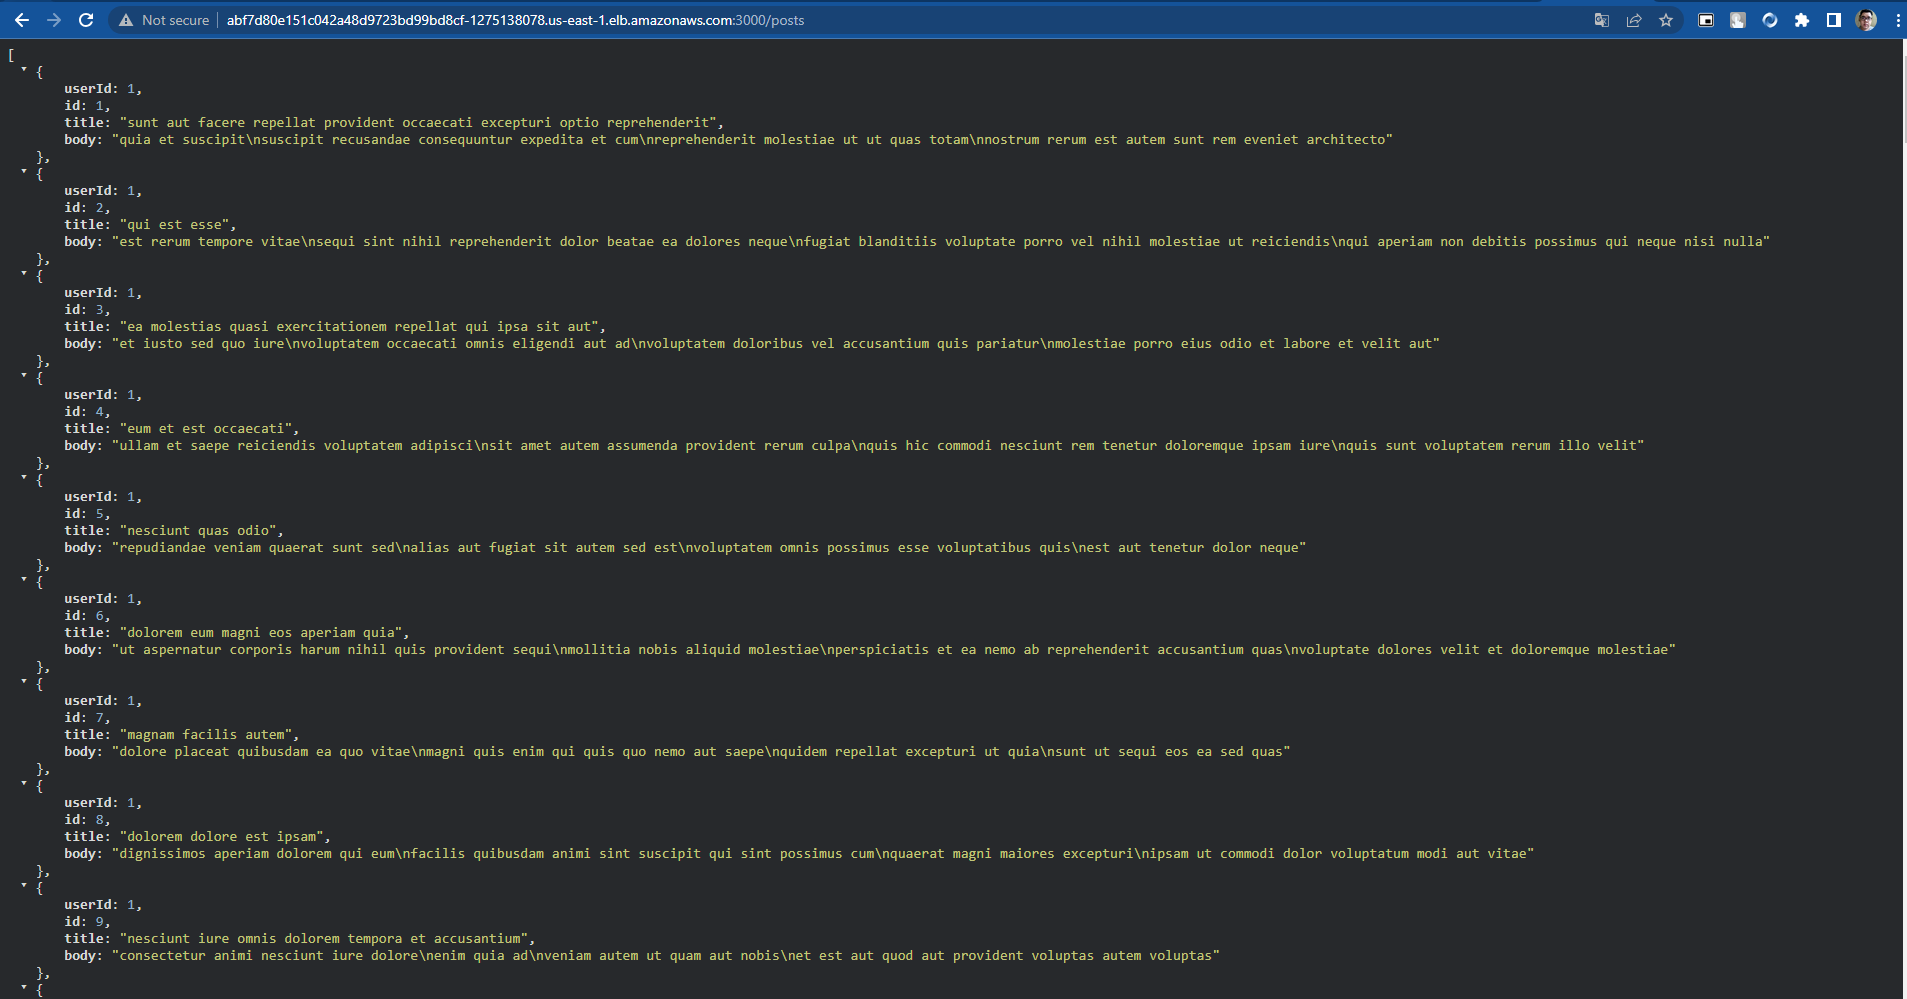 Not secure abf7d80e151c042a48d9723bd99bd8cf-1275138078.us-east-1.elb.amazonaws.com:3000/posts
[
{
userId: 1,
id: 1,
title: "sunt aut facere repellat provident occaecati excepturi optio reprehenderit",
body: "quia et suscipit\nsuscipit recusandae consequuntur expedita et cum\nreprehenderit molestiae ut ut quas totam\nnostrum rerum est autem sunt rem eveniet architecto"
},
{
userId: 1,
id: 2,
title: "qui est esse",
body: "est rerum tempore vitae\nsequi sint nihil reprehenderit dolor beatae ea dolores neque\nfugiat blanditiis voluptate porro vel nihil molestiae ut reiciendis\nqui aperiam non debitis possimus qui neque nisi nulla"
},
{
userId: 1,
id: 3,
title: "ea molestias quasi exercitationem repellat qui ipsa sit aut",
body: "et iusto sed quo iure\nvoluptatem occaecati omnis eligendi aut ad\nvoluptatem doloribus vel accusantium quis pariatur\nmolestiae porro eius odio et labore et velit aut"
},
{
userId: 1,
id: 4,
title: "eum et est occaecati",
body: "ullam et saepe reiciendis voluptatem adipisci\nsit amet autem assumenda provident rerum culpa\nquis hic commodi nesciunt rem tenetur doloremque ipsam iure\nquis sunt voluptatem rerum illo velit"
},
{
userId: 1,
id: 5,
title: "nesciunt quas odio",
body: "repudiandae veniam quaerat sunt sed\nalias aut fugiat sit autem sed est\nvoluptatem omnis possimus esse voluptatibus quis\nest aut tenetur dolor neque"
},
{
userId: 1,
id: 6,
title: "dolorem eum magni eos aperiam quia",
body: "ut aspernatur corporis harum nihil quis provident sequi\nmollitia nobis aliquid molestiae\nperspiciatis et ea nemo ab reprehenderit accusantium quas\nvoluptate dolores velit et doloremque molestiae"
},
{
userId: 1,
id: 7,
title: "magnam facilis autem",
body: "dolore placeat quibusdam ea quo vitae\nmagni quis enim qui quis quo nemo aut saepe\nquidem repellat excepturi ut quia\nsunt ut sequi eos ea sed quas"
},
{
userId: 1,
id: 8,
title: "dolorem dolore est ipsam",
body: "dignissimos aperiam dolorem qui eum\nfacilis quibusdam animi sint suscipit qui sint possimus cum\nquaerat magni maiores excepturi\nipsam ut commodi dolor voluptatum modi aut vitae"
},
{
userId: 1,
id: 9,
title: "nesciunt iure omnis dolorem tempora et accusantium",
body: "consectetur animi nesciunt iure dolore\nenim quia ad\nveniam autem ut quam aut nobis\net est aut quod aut provident voluptas autem voluptas"
},
{